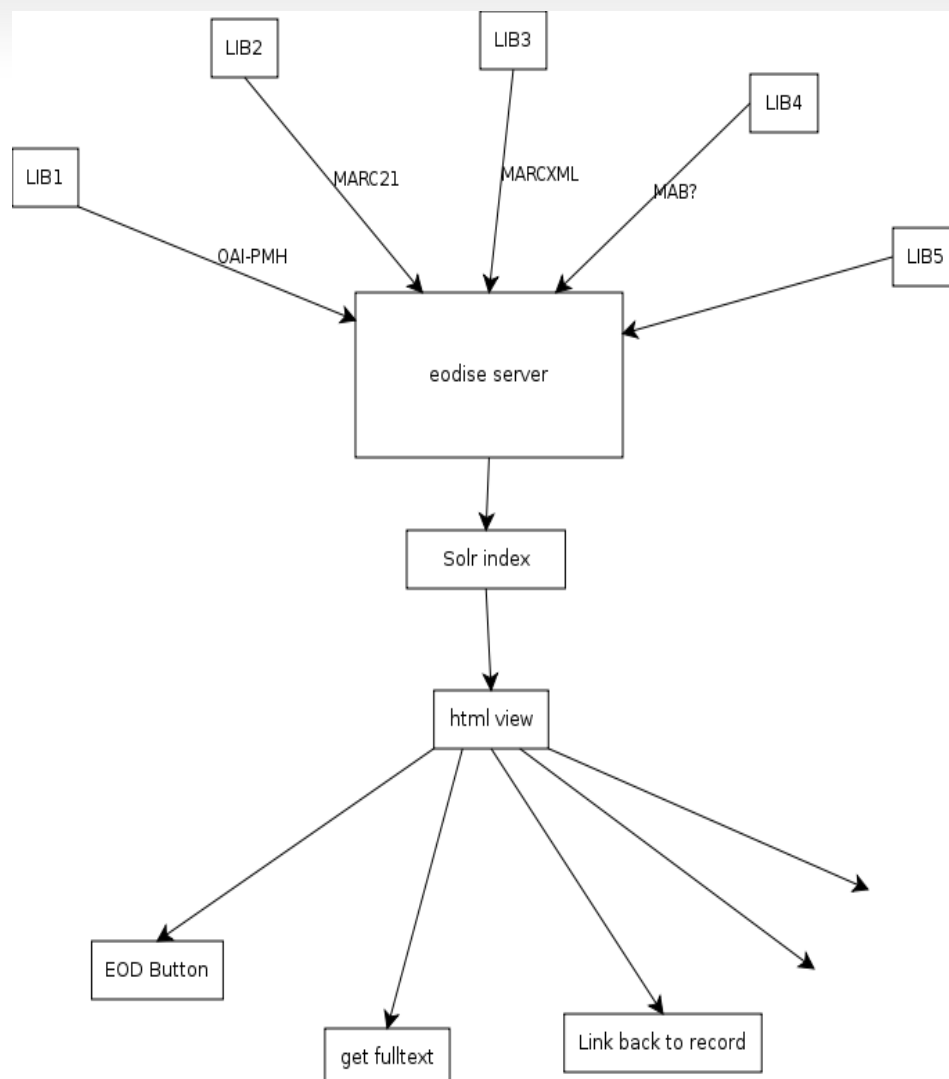 LIB3
LIB2
LIB4
LIB1
MARC21
MARCXML
MAB?
OAI-PMH
LIB5
eodise server
Solr index
html view
EOD Button
get fulltext
Link back to record